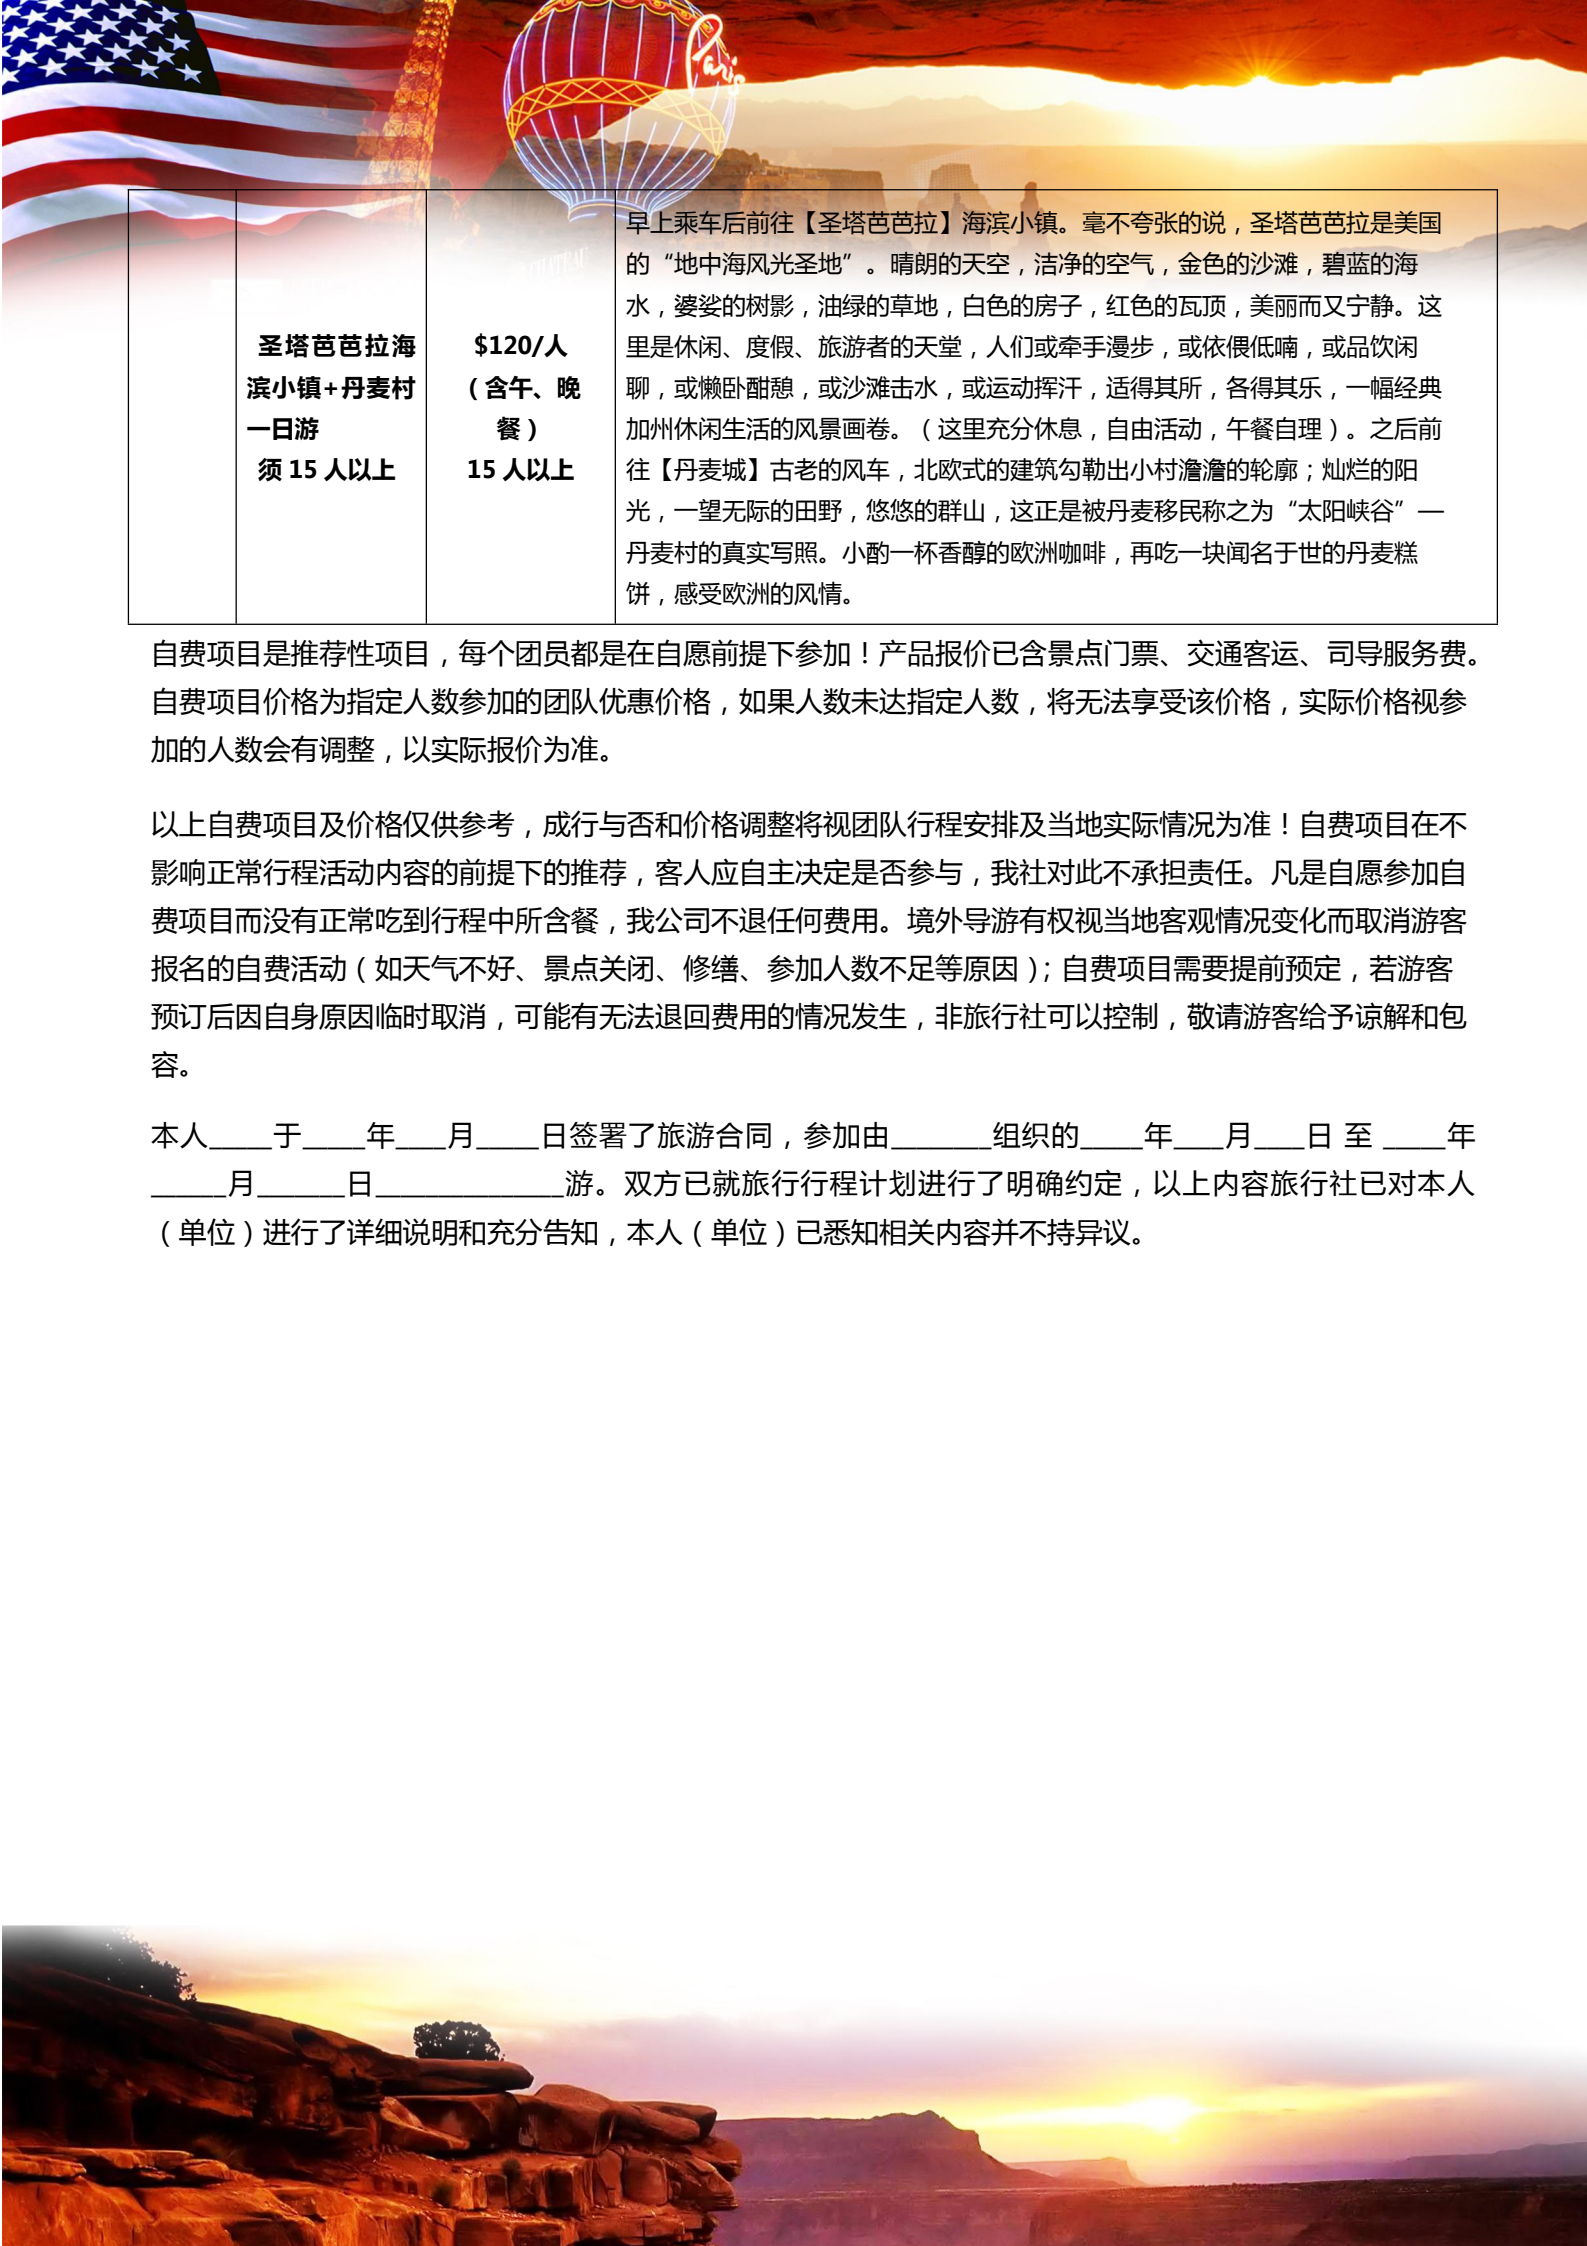 Paris
圣塔芭芭拉海
滨小镇+丹麦村
一日游
须 15 人以上
$120/人
（含午、晚
餐）
15 人以上
早上乘车后前往【圣塔芭芭拉】海滨小镇。毫不夸张的说，圣塔芭芭拉是美国
的“地中海风光圣地”。晴朗的天空，洁净的空气，金色的沙滩，碧蓝的海
水，婆娑的树影，油绿的草地，白色的房子，红色的瓦顶，美丽而又宁静。这
里是休闲、度假、旅游者的天堂，人们或牵手漫步，或依偎低喃，或品饮闲
聊，或懒卧酣憩，或沙滩击水，或运动挥汗，适得其所，各得其乐，一幅经典
加州休闲生活的风景画卷。（这里充分休息，自由活动，午餐自理）。之后前
往【丹麦城】古老的风车，北欧式的建筑勾勒出小村澹澹的轮廓；灿烂的阳
光，一望无际的田野，悠悠的群山，这正是被丹麦移民称之为“太阳峡谷”—
丹麦村的真实写照。小酌一杯香醇的欧洲咖啡，再吃一块闻名于世的丹麦糕
饼，感受欧洲的风情。
自费项目是推荐性项目，每个团员都是在自愿前提下参加！产品报价已含景点门票、交通客运、司导服务费。
自费项目价格为指定人数参加的团队优惠价格，如果人数未达指定人数，将无法享受该价格，实际价格视参
加的人数会有调整，以实际报价为准。
以上自费项目及价格仅供参考，成行与否和价格调整将视团队行程安排及当地实际情况为准！自费项目在不
影响正常行程活动内容的前提下的推荐，客人应自主决定是否参与，我社对此不承担责任。凡是自愿参加自
费项目而没有正常吃到行程中所含餐，我公司不退任何费用。境外导游有权视当地客观情况变化而取消游客
报名的自费活动（如天气不好、景点关闭、修缮、参加人数不足等原因）；自费项目需要提前预定，若游客
预订后因自身原因临时取消，可能有无法退回费用的情况发生，非旅行社可以控制，敬请游客给予谅解和包
容。
本人_____于_____年____月_____日签署了旅游合同，参加由________组织的_____年____月____日 至 _____年
______月_______日_______________游。双方已就旅行行程计划进行了明确约定，以上内容旅行社已对本人
（单位）进行了详细说明和充分告知，本人（单位）已悉知相关内容并不持异议。